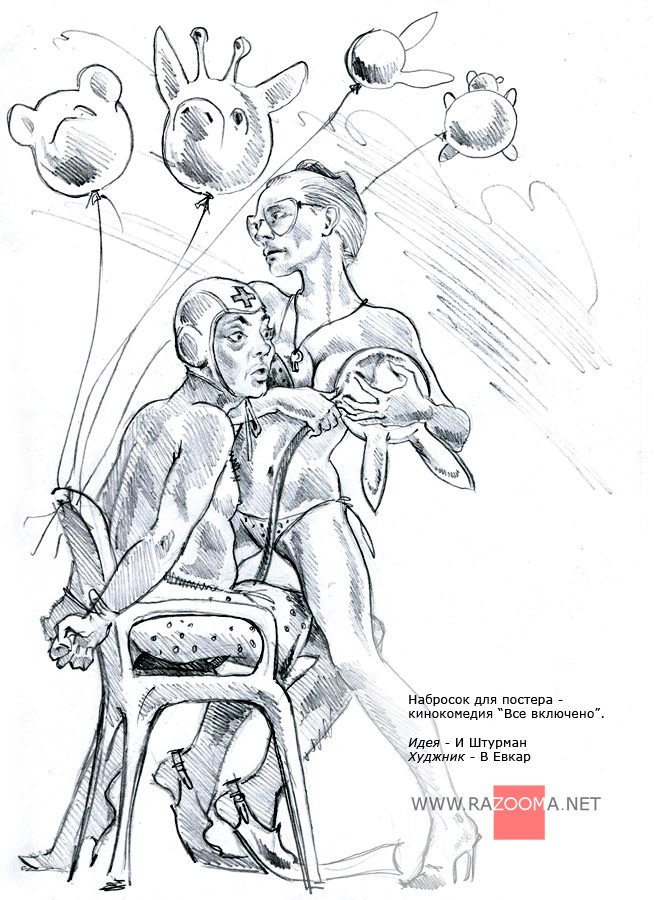 Набросок для постера -
кинокомедия “Все включено”.
Идея - И Штурман
Худжник - В Евкар
WWW.RAZOOMA.NET